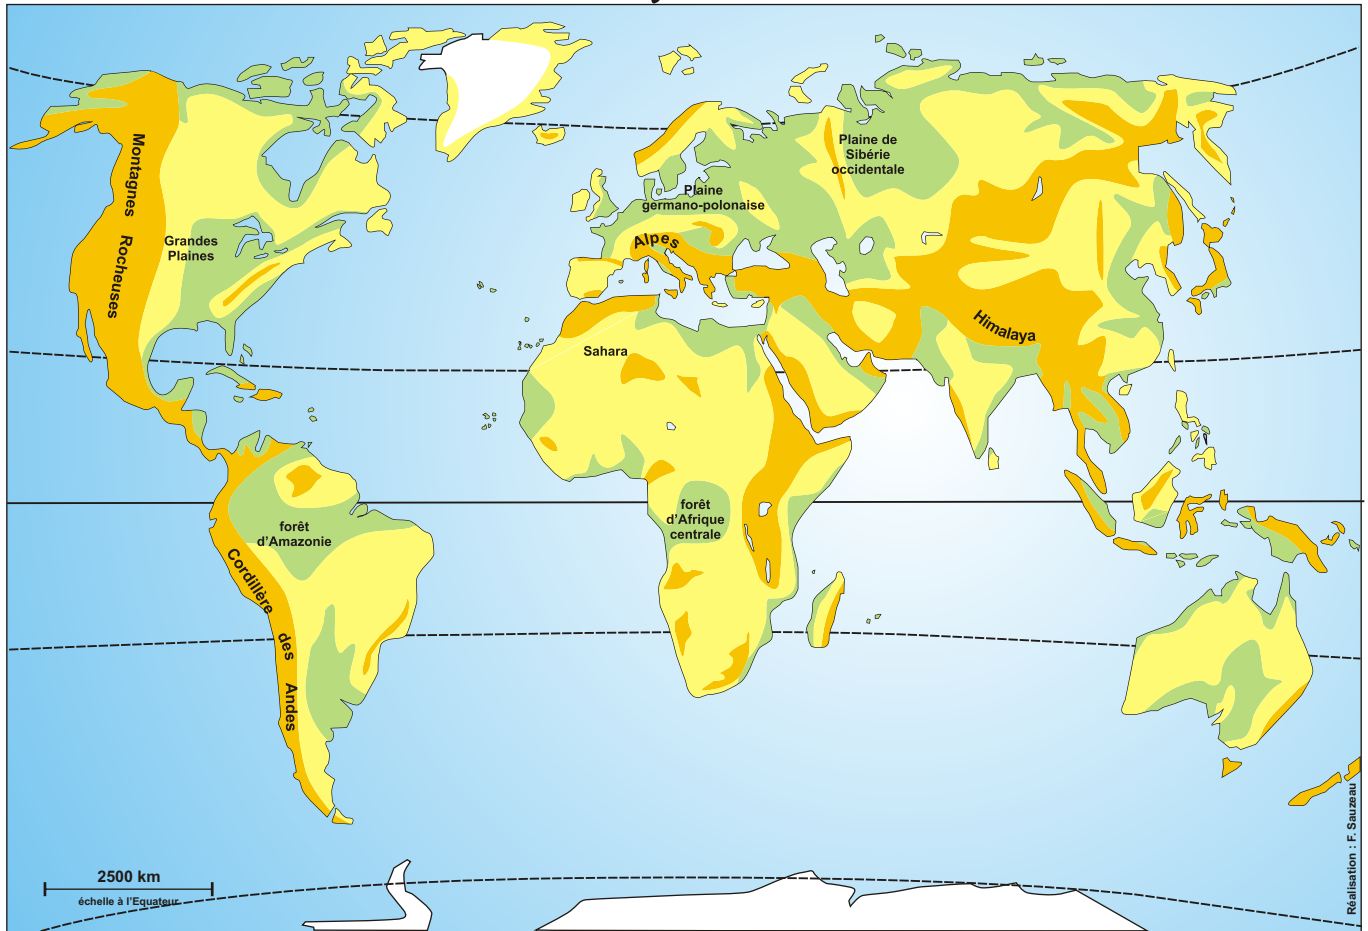 Montagnes Rocheuses
Grandes
Plaines
Plaine de
Sibérie
occidentale
Plaine
germano-polonaise
Alpes
Himalaya
Sahara
forêt
d'Amazonie
forêt
d'Afrique
centrale
Cordillère des Andes
2500 km
échelle à l'Equateur
Réalisation : F. Sauzeau